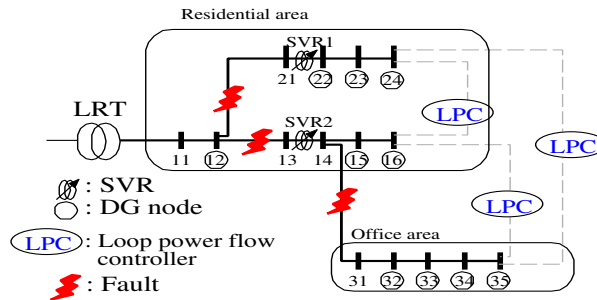 Residential area
SVR1
21 22 23 24
LRT
SVR2
LPC
LPC
11 12 13 14 15 16
: SVR
: DG node
LPC
LPC : Loop power flow
controller
Office area
: Fault
31 32 33 34 35